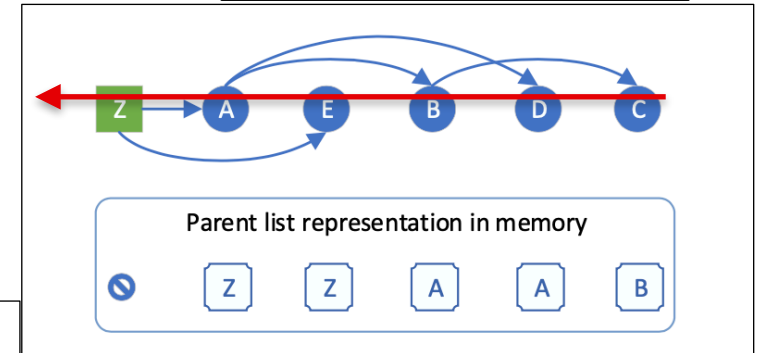 Z A E B D C
Parent list representation in memory
Z Z A A B